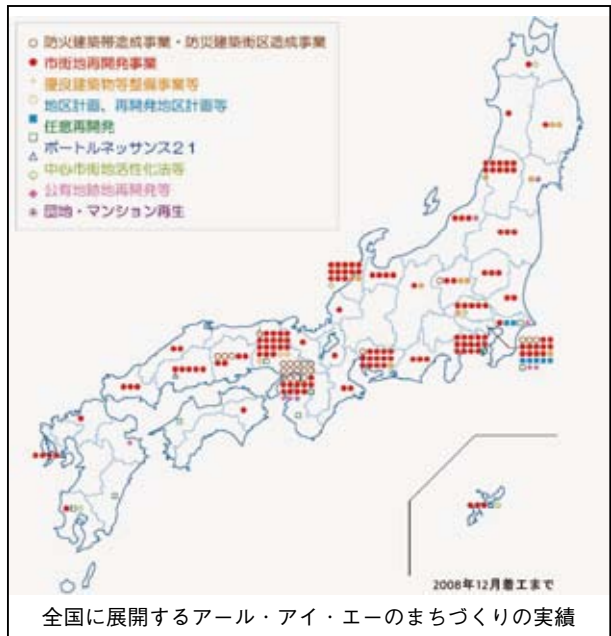 防火建築帯造成事業・防災建築街区造成事業
市街地再開発事業
優良建築物等整備事業等
地区計画、再開発地区計画等
任意再開発
ポートルネッサンス21
中心市街地活性化法等
公有地跡地再開発等
団地・マンション再生
2008年12月着工まで
全国に展開するアール・アイ・エーのまちづくりの実績